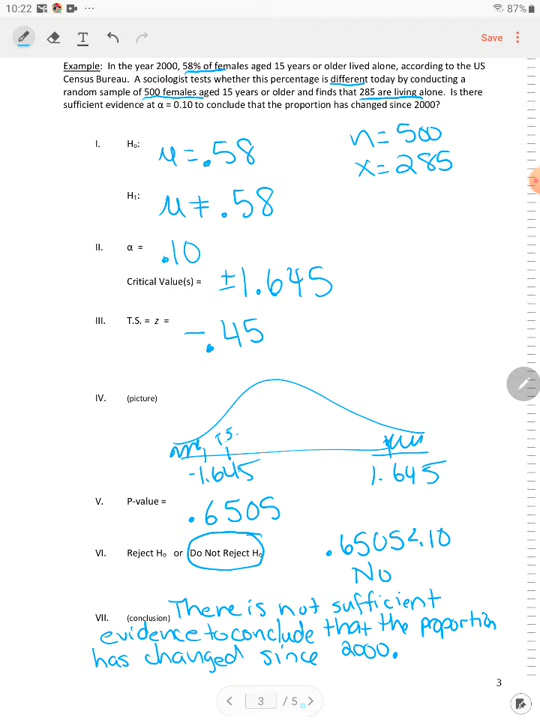 10:22 87%
T Save
Example: In the year 2000, 58% of females aged 15 years or older lived alone, according to the US
Census Bureau. A sociologist tests whether this percentage is different today by conducting a
random sample of 500 females aged 15 years or older and finds that 285 are living alone. Is there
sufficient evidence at α = 0.10 to conclude that the proportion has changed since 2000?
I. H₀: μ = .58 n = 500
x = 285
H₁: μ ≠ .58
II. α = .10
Critical Value(s) = ±1.645
III. T.S. = z = -.45
IV. (picture)
T.S.
-1.645 1.645
V. P-value = .6505
VI. Reject H₀ or Do Not Reject H₀ .6505<.10
No
VII. (conclusion) There is not sufficient
evidence to conclude that the proportion
has changed since 2000.
3
< 3 / 5 >